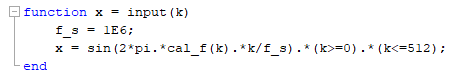 function x = input(k)
f_s = 1E6;
x = sin(2*pi.*cal_f(k).*k/f_s).*(k>=0).*(k<=512);
end